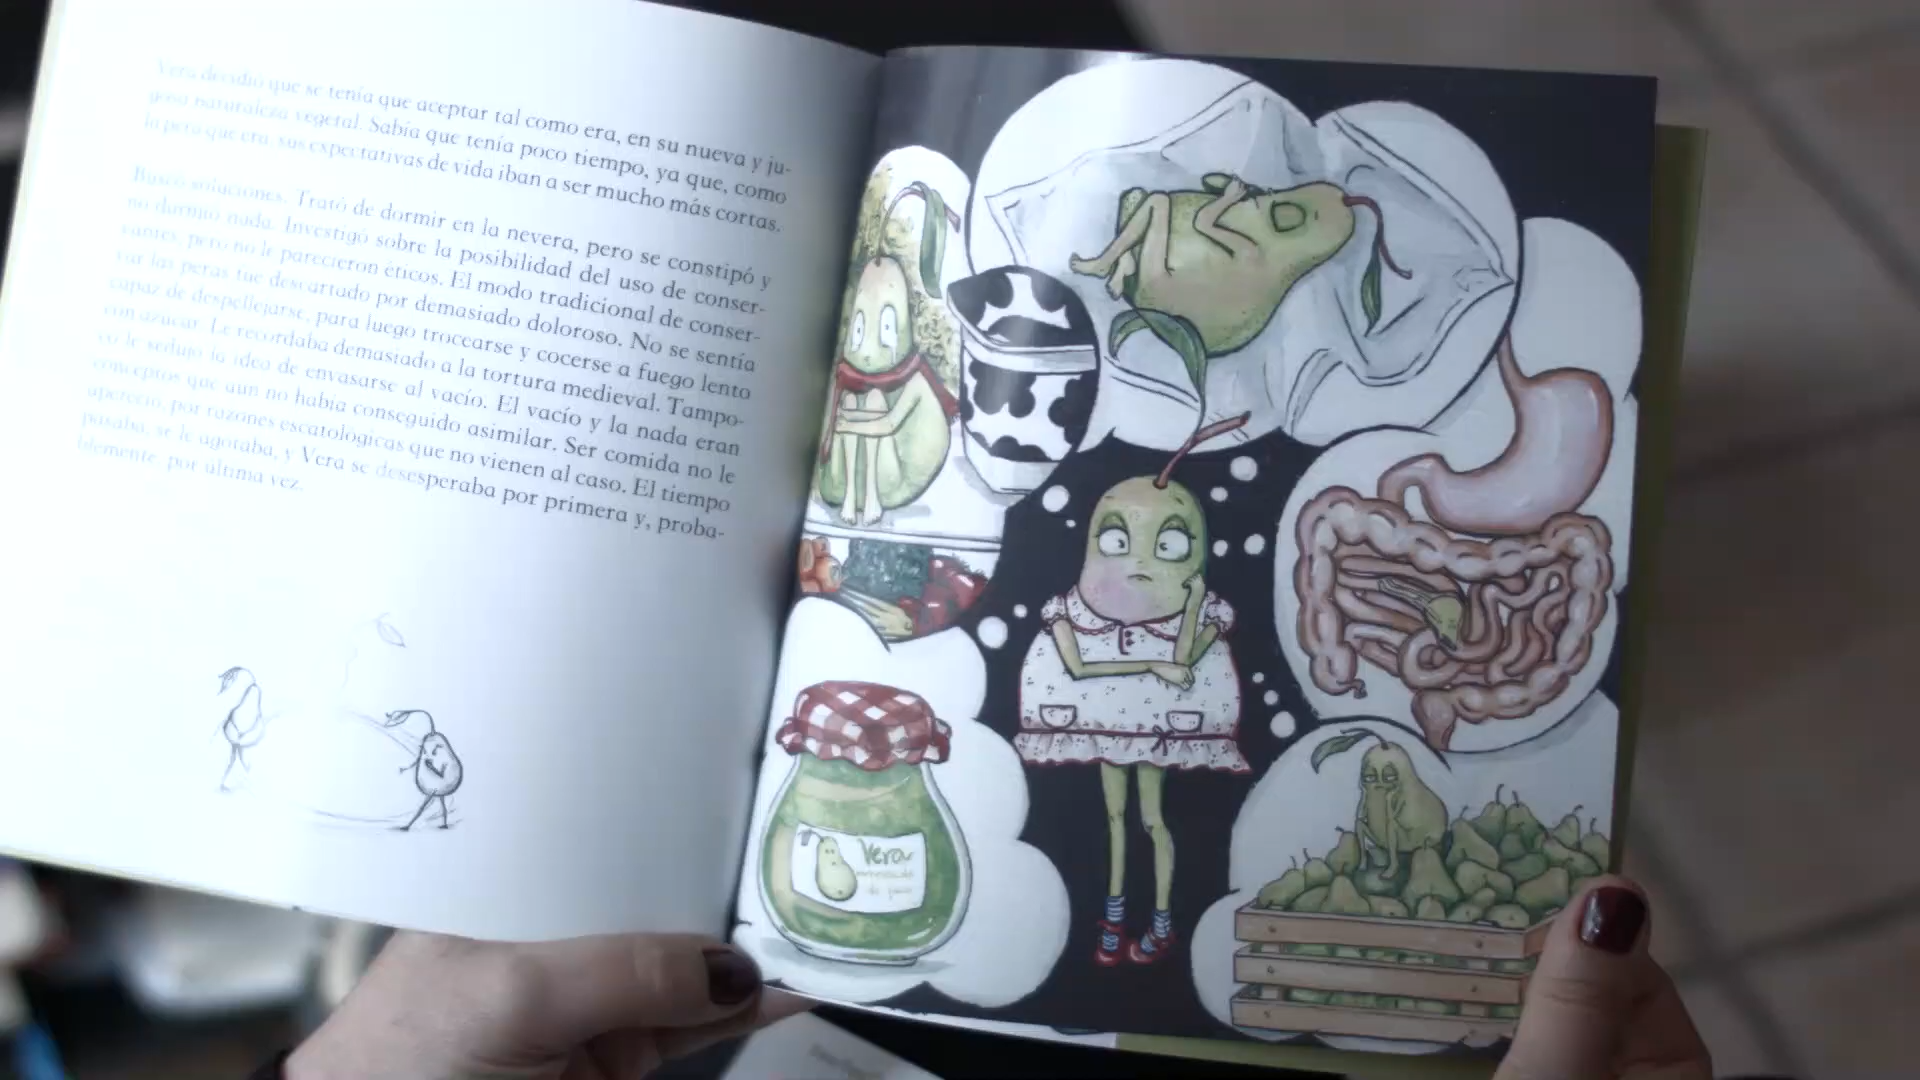 Vera decidió que se tenía que aceptar tal como era, en su nueva y ju-
gosa naturaleza vegetal. Sabía que tenía poco tiempo, ya que, como
la pera que era, sus expectativas de vida iban a ser mucho más cortas.
Buscó soluciones. Trató de dormir en la nevera, pero se constipó y
no durmió nada. Investigó sobre la posibilidad del uso de conser-
vantes, pero no le parecieron éticos. El modo tradicional de conser-
var las peras fue descartado por demasiado doloroso. No se sentía
capaz de despellejarse, para luego trocearse y cocerse a fuego lento
con azúcar. Le recordaba demasiado a la tortura medieval. Tampo-
co le sedujo la idea de envasarse al vacío. El vacío y la nada eran
conceptos que aun no había conseguido asimilar. Ser comida no le
apeteció, por razones escatológicas que no vienen al caso. El tiempo
pasaba, se le agotaba, y Vera se desesperaba por primera y, proba-
blemente, por última vez.
Vera
mermelada
de pera